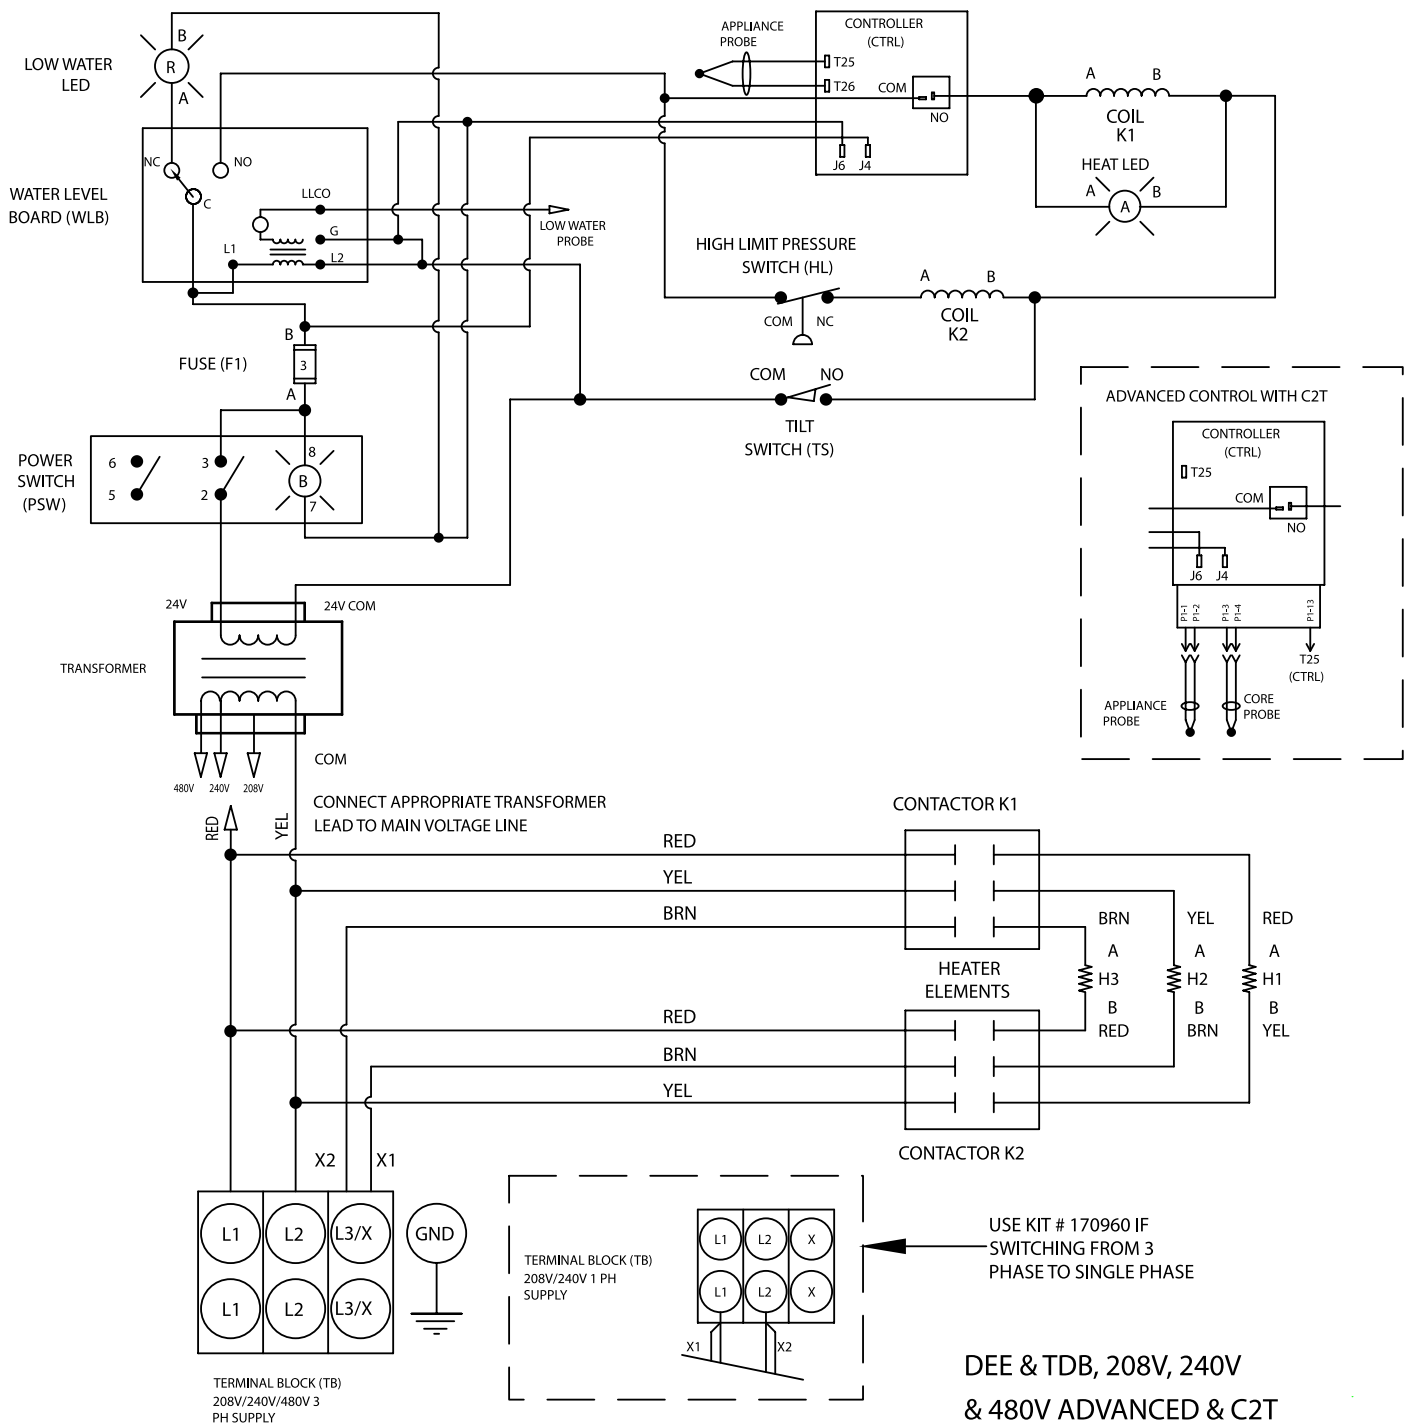 B
LOW WATER
LED
R
A
NC
NO
WATER LEVEL
BOARD (WLB)
C
LLCO
G
L1
L2
LOW WATER
PROBE
APPLIANCE
PROBE
CONTROLLER
(CTRL)
T25
T26
COM
NO
J6
J4
A
B
COIL
K1
HEAT LED
A
B
A
HIGH LIMIT PRESSURE
SWITCH (HL)
COM
NC
A
B
COIL
K2
B
FUSE (F1)
3
A
COM
NO
TILT
SWITCH (TS)
POWER
SWITCH
(PSW)
6
5
3
2
8
B
7
ADVANCED CONTROL WITH C2T
CONTROLLER
(CTRL)
T25
COM
NO
J6
J4
P1-1
P1-2
P1-3
P1-4
P1-13
T25
(CTRL)
APPLIANCE
PROBE
CORE
PROBE
24V
24V COM
TRANSFORMER
COM
480V
240V
208V
CONNECT APPROPRIATE TRANSFORMER
LEAD TO MAIN VOLTAGE LINE
RED
YEL
CONTACTOR K1
RED
YEL
BRN
BRN
YEL
RED
A
A
A
H3
H2
H1
B
B
B
RED
BRN
YEL
HEATER
ELEMENTS
RED
BRN
YEL
CONTACTOR K2
X2
X1
L1
L2
L3/X
GND
L1
L2
L3/X
TERMINAL BLOCK (TB)
208V/240V/480V 3
PH SUPPLY
TERMINAL BLOCK (TB)
208V/240V 1 PH
SUPPLY
L1
L2
X
L1
L2
X
X1
X2
USE KIT # 170960 IF
SWITCHING FROM 3
PHASE TO SINGLE PHASE
DEE & TDB, 208V, 240V
& 480V ADVANCED & C2T